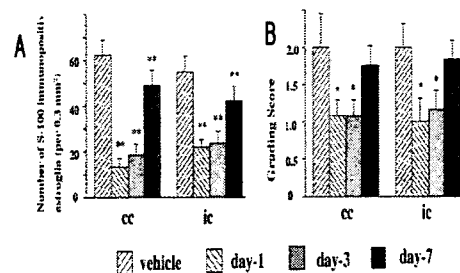 A
Number of S-100 immunopositive
astroglia (per 0.3 mm²)
60
40
20
0
**
**
**
**
**
**
cc
ic
B
Grading Score
2.0
1.5
1.0
0.5
0.0
*
*
*
*
cc
ic
vehicle
day-1
day-3
day-7